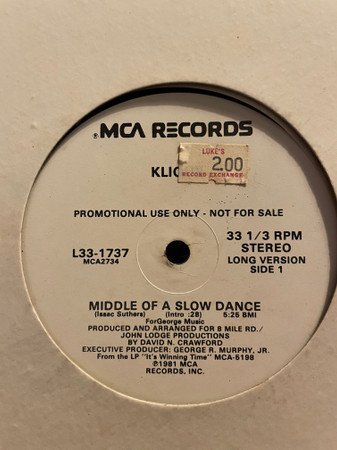 MCA RECORDS
LUKE'S
2.00
RECORD EXCHANGE
PROMOTIONAL USE ONLY - NOT FOR SALE
L33-1737
MCA2734
33 1/3 RPM
STEREO
LONG VERSION
SIDE 1
MIDDLE OF A SLOW DANCE
(Isaac Suthers) (Intro :28) 5:25 BMI
ForGeorge Music
PRODUCED AND ARRANGED FOR 8 MILE RD./
JOHN LODGE PRODUCTIONS
BY DAVID N. CRAWFORD
EXECUTIVE PRODUCER: GEORGE R. MURPHY, JR.
From the LP "It's Winning Time" MCA-5198
℗1981 MCA
RECORDS, INC.